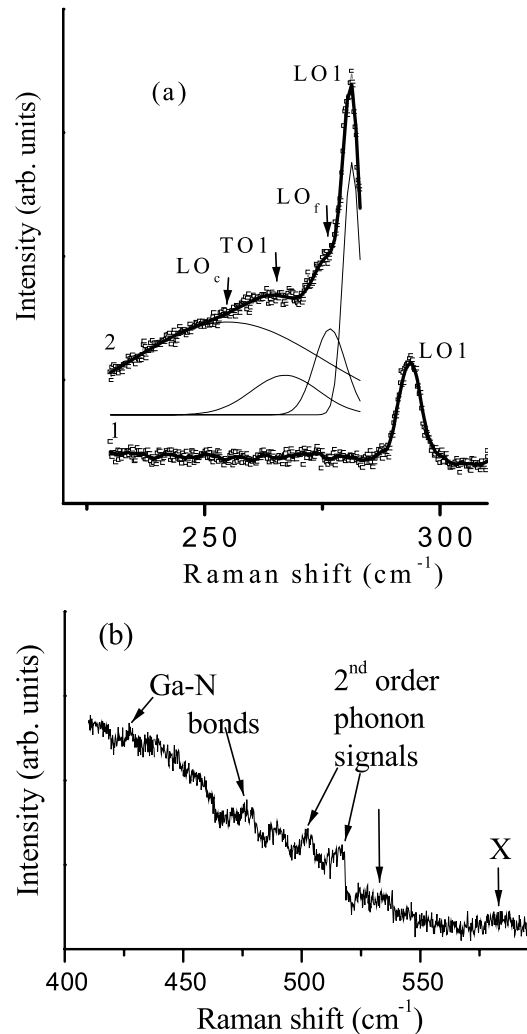 (a)
LO1
LO_f
TO1
LO_c
2
LO1
1
Intensity (arb. units)
250 300
Raman shift (cm^-1)
(b)
Ga-N
bonds
2^nd order
phonon
signals
X
Intensity (arb. units)
400 450 500 550
Raman shift (cm^-1)